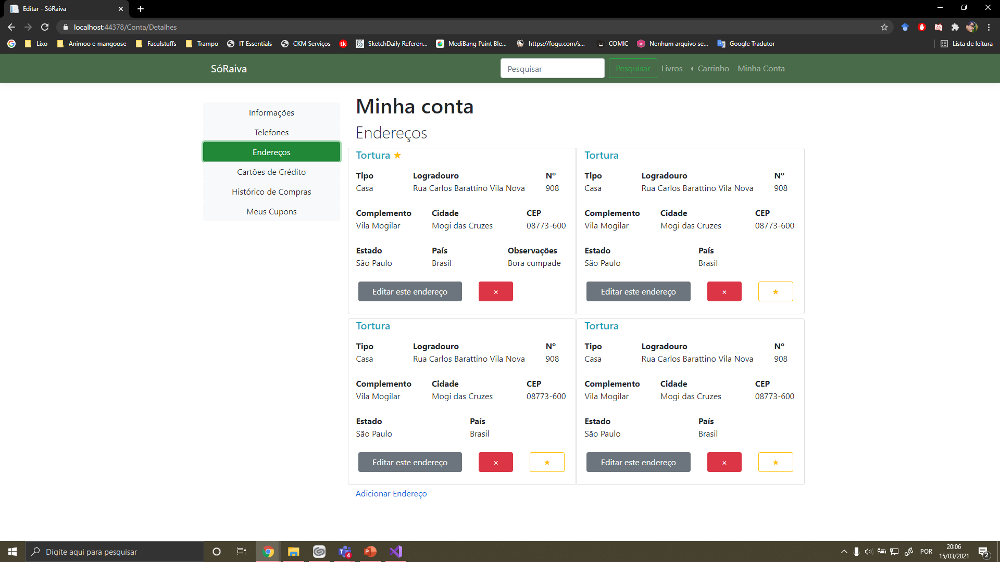 Editar - SóRaiva
localhost:44378/Conta/Detalhes
Lixo Animoo e mangoose Faculstuffs Trampo IT Essentials CKM Serviços tk SketchDaily Referen... MediBang Paint Ble... https://fogu.com/s... COMIC Nenhum arquivo se... Google Tradutor Lista de leitura
SóRaiva Pesquisar Pesquisar Livros Carrinho Minha Conta
Informações
Telefones
Endereços
Cartões de Crédito
Histórico de Compras
Meus Cupons
Minha conta
Endereços
Tortura ★
Tipo Logradouro Nº
Casa Rua Carlos Barattino Vila Nova 908
Complemento Cidade CEP
Vila Mogilar Mogi das Cruzes 08773-600
Estado País Observações
São Paulo Brasil Bora cumpade
Editar este endereço ×
Tortura
Tipo Logradouro Nº
Casa Rua Carlos Barattino Vila Nova 908
Complemento Cidade CEP
Vila Mogilar Mogi das Cruzes 08773-600
Estado País
São Paulo Brasil
Editar este endereço × ★
Tortura
Tipo Logradouro Nº
Casa Rua Carlos Barattino Vila Nova 908
Complemento Cidade CEP
Vila Mogilar Mogi das Cruzes 08773-600
Estado País
São Paulo Brasil
Editar este endereço × ★
Tortura
Tipo Logradouro Nº
Casa Rua Carlos Barattino Vila Nova 908
Complemento Cidade CEP
Vila Mogilar Mogi das Cruzes 08773-600
Estado País
São Paulo Brasil
Editar este endereço × ★
Adicionar Endereço
Digite aqui para pesquisar
4
POR
20:06
15/03/2021
2